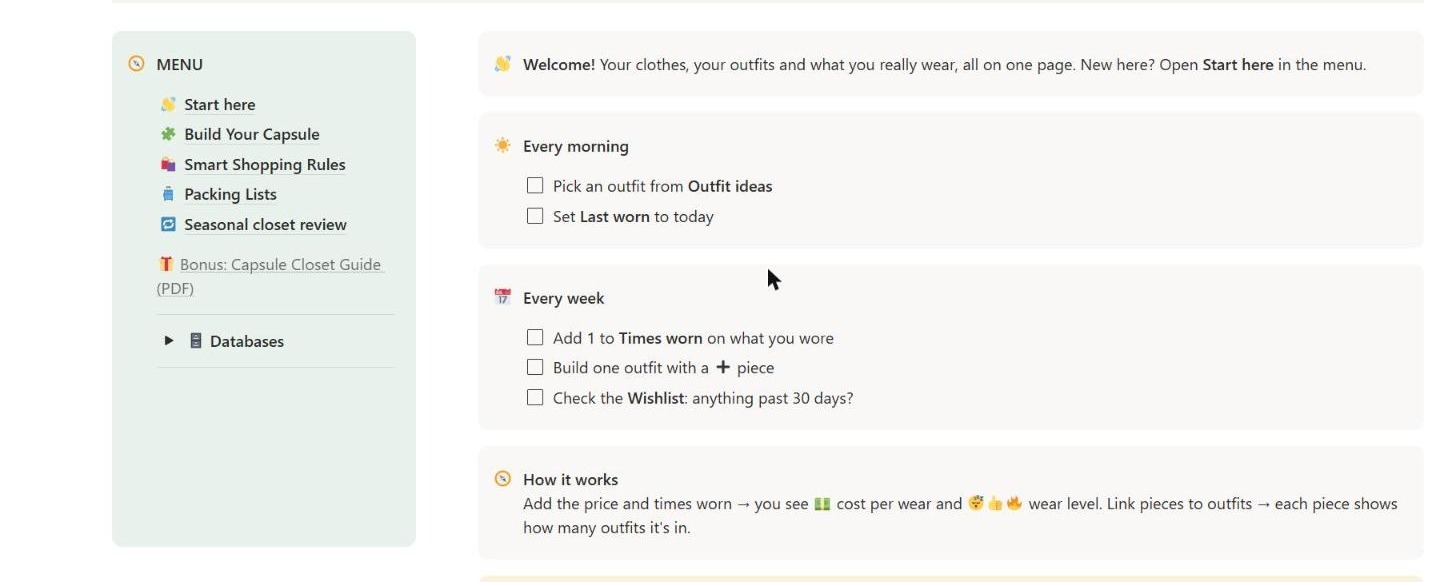 MENU
Start here
Build Your Capsule
Smart Shopping Rules
Packing Lists
Seasonal closet review
Bonus: Capsule Closet Guide
(PDF)
Databases
Welcome! Your clothes, your outfits and what you really wear, all on one page. New here? Open Start here in the menu.
Every morning
Pick an outfit from Outfit ideas
Set Last worn to today
17
Every week
Add 1 to Times worn on what you wore
Build one outfit with a ➕ piece
Check the Wishlist: anything past 30 days?
How it works
Add the price and times worn → you see 💵 cost per wear and 😴👍🔥 wear level. Link pieces to outfits → each piece shows
how many outfits it's in.